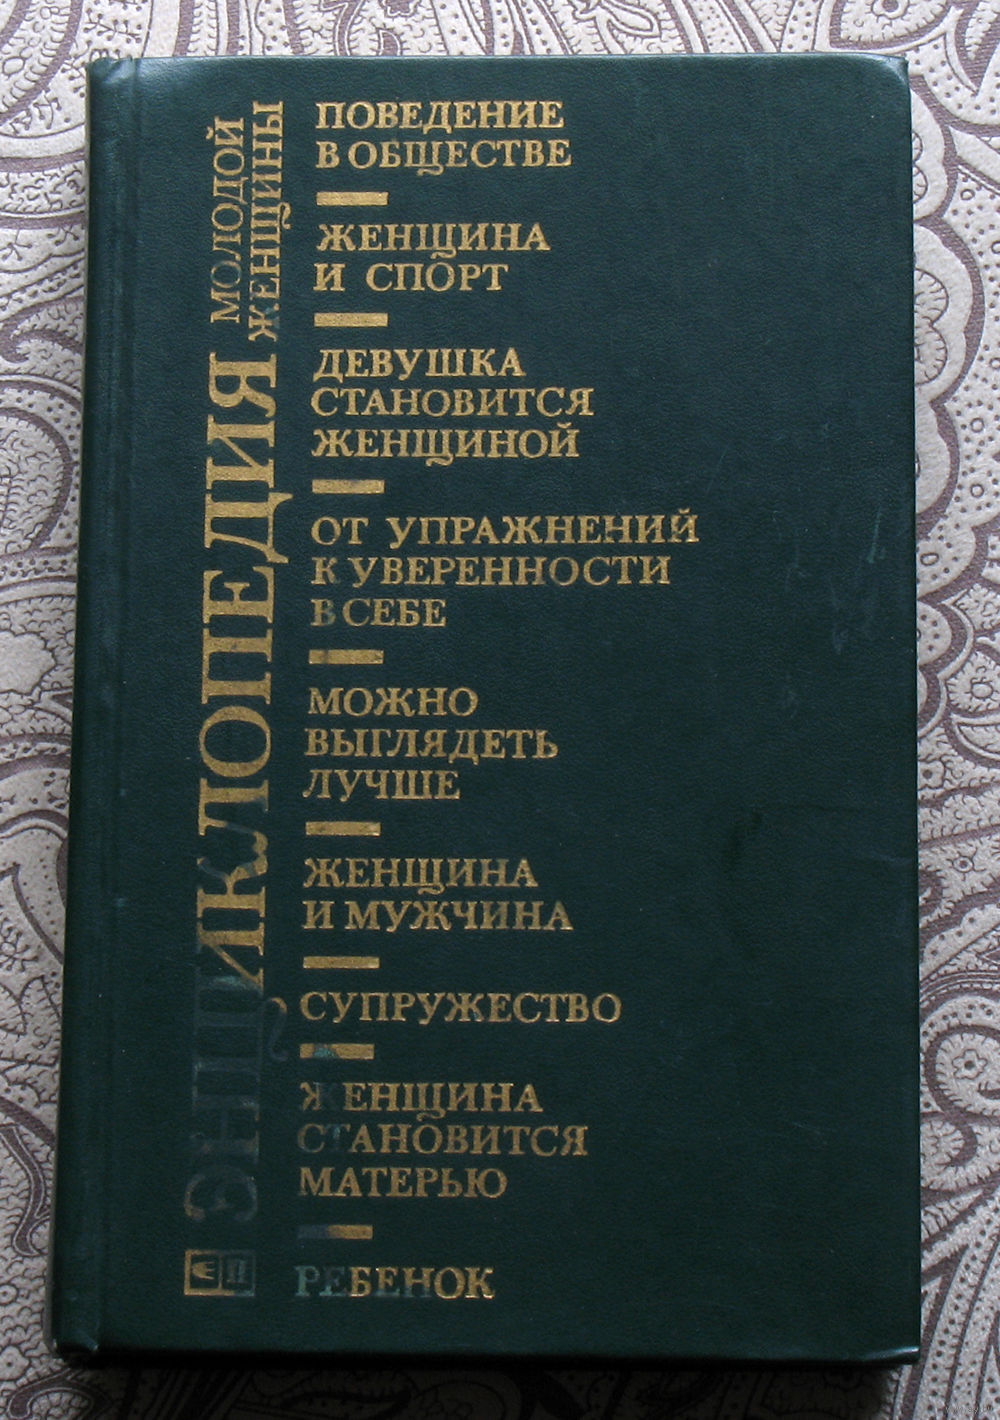 ЭНЦИКЛОПЕДИЯ
МОЛОДОЙ
ЖЕНЩИНЫ
ПОВЕДЕНИЕ
В ОБЩЕСТВЕ
ЖЕНЩИНА
И СПОРТ
ДЕВУШКА
СТАНОВИТСЯ
ЖЕНЩИНОЙ
ОТ УПРАЖНЕНИЙ
К УВЕРЕННОСТИ
В СЕБЕ
МОЖНО
ВЫГЛЯДЕТЬ
ЛУЧШЕ
ЖЕНЩИНА
И МУЖЧИНА
СУПРУЖЕСТВО
ЖЕНЩИНА
СТАНОВИТСЯ
МАТЕРЬЮ
РЕБЕНОК